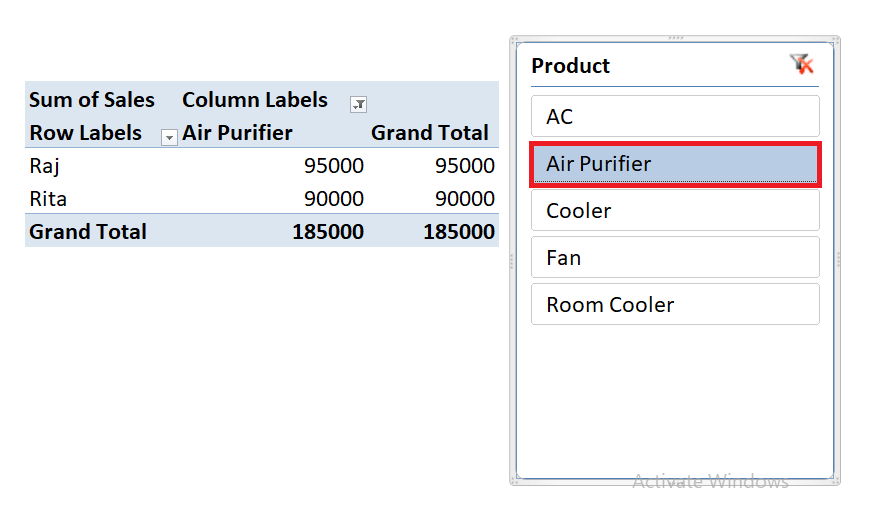 Sum of Sales Column Labels
Row Labels Air Purifier Grand Total
Raj 95000 95000
Rita 90000 90000
Grand Total 185000 185000
Product
AC
Air Purifier
Cooler
Fan
Room Cooler
Activate Windows